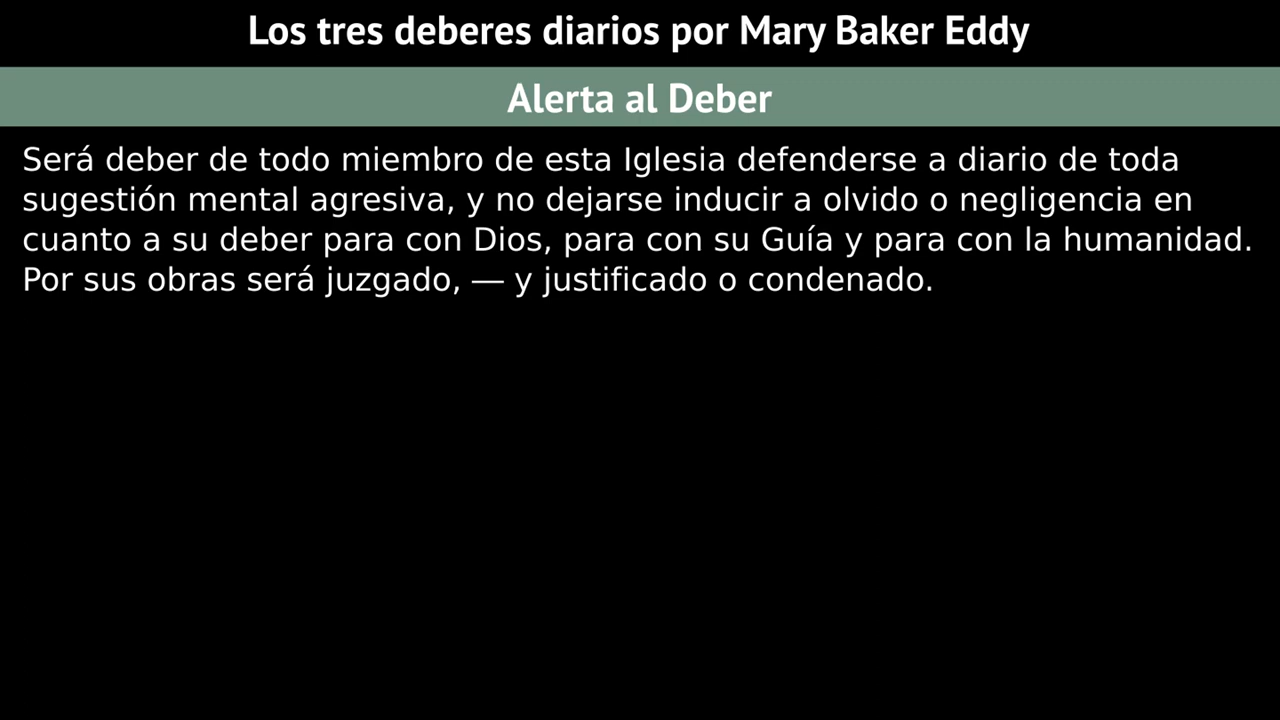 Los tres deberes diarios por Mary Baker Eddy
Alerta al Deber
Será deber de todo miembro de esta Iglesia defenderse a diario de toda
sugestión mental agresiva, y no dejarse inducir a olvido o negligencia en
cuanto a su deber para con Dios, para con su Guía y para con la humanidad.
Por sus obras será juzgado, — y justificado o condenado.